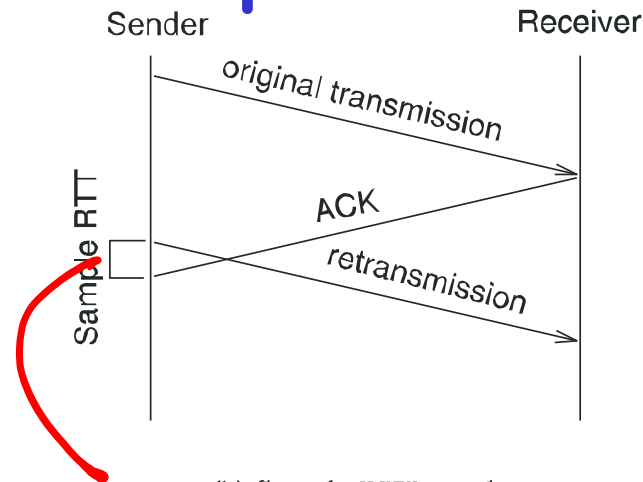 Sender
Receiver
original transmission
ACK
Sample RTT
retransmission